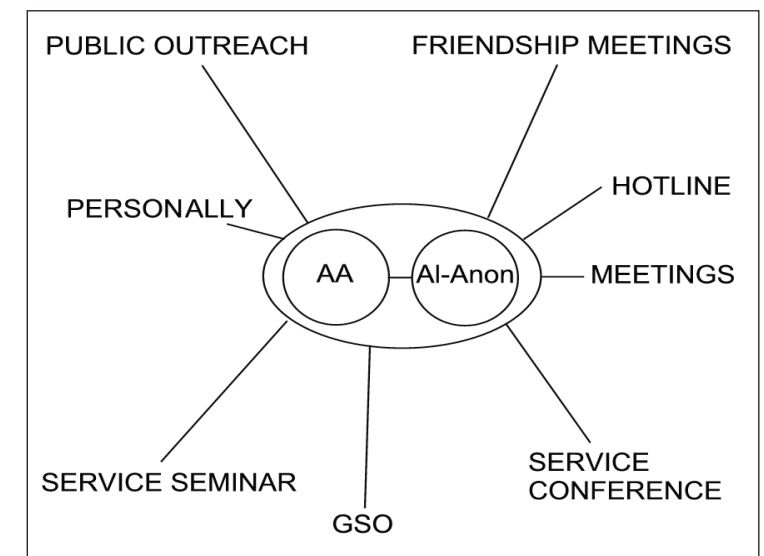 PUBLIC OUTREACH
FRIENDSHIP MEETINGS
HOTLINE
PERSONALLY
AA
Al-Anon
MEETINGS
SERVICE SEMINAR
SERVICE
CONFERENCE
GSO